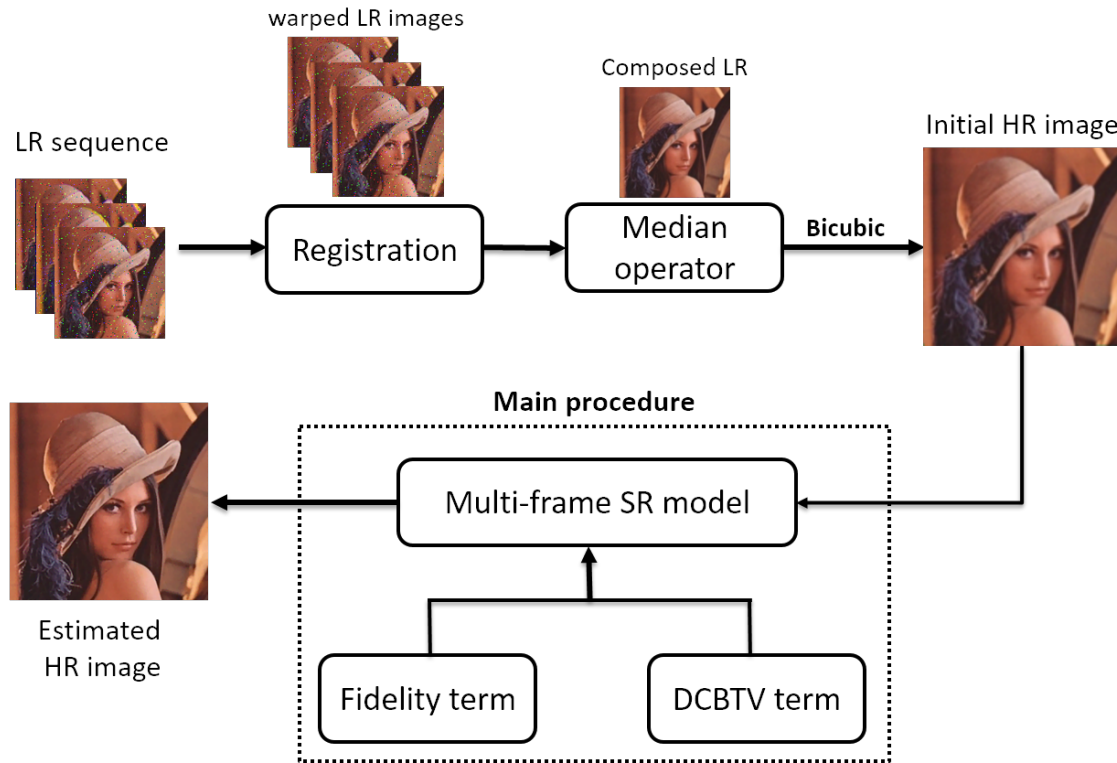 warped LR images
Composed LR
LR sequence
Initial HR image
Registration
Median
operator
Bicubic
Main procedure
Multi-frame SR model
Estimated
HR image
Fidelity term
DCBTV term